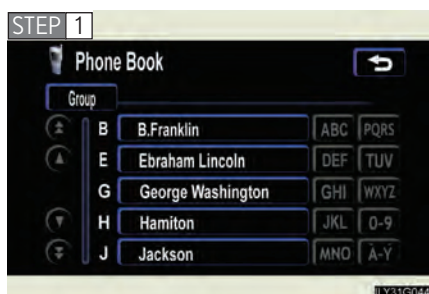 STEP 1
Phone Book
Group
B B.Franklin ABC PQRS
E Ebraham Lincoln DEF TUV
G George Washington GHI WXYZ
H Hamiton JKL 0-9
J Jackson MNO À-Ý
ILY31G044